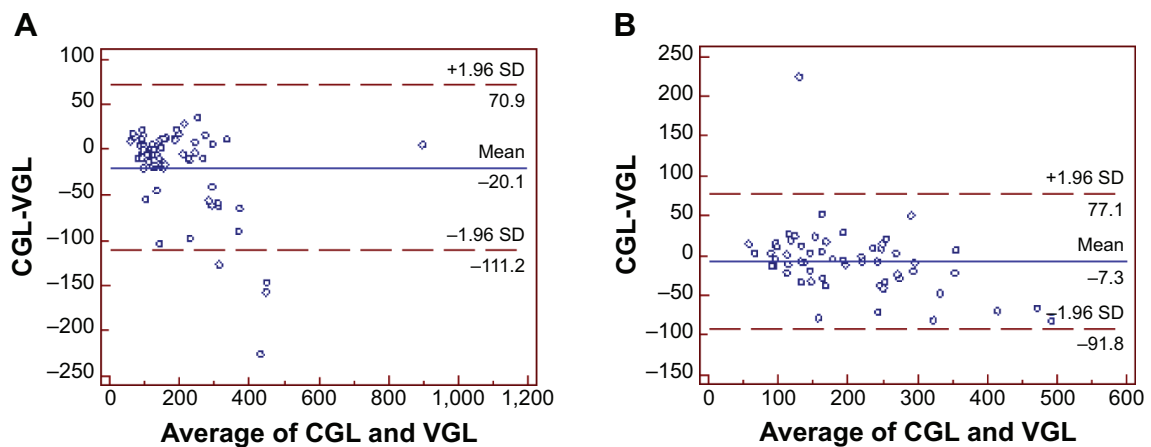 A
100
50
0
–50
–100
–150
–200
–250
CGL-VGL
+1.96 SD
70.9
Mean
–20.1
–1.96 SD
–111.2
0 200 400 600 800 1,000 1,200
Average of CGL and VGL
B
250
200
150
100
50
0
–50
–100
–150
CGL-VGL
+1.96 SD
77.1
Mean
–7.3
–1.96 SD
–91.8
0 100 200 300 400 500 600
Average of CGL and VGL